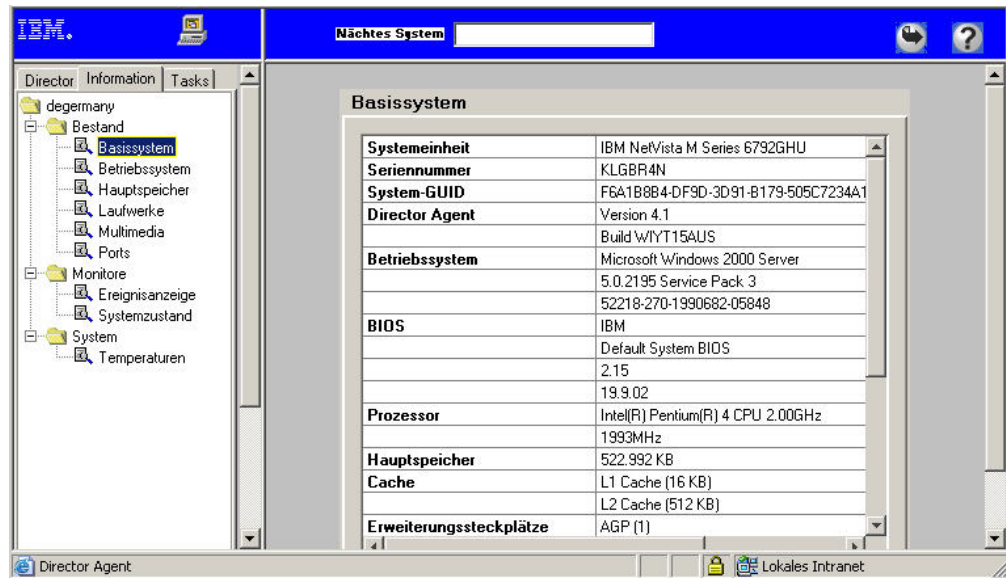 IBM.
Nächtes System
Director Information Tasks
degermany
Bestand
Basissystem
Betriebssystem
Hauptspeicher
Laufwerke
Multimedia
Ports
Monitore
Ereignisanzeige
Systemzustand
System
Temperaturen
Basissystem
Systemeinheit IBM NetVista M Series 6792GHU
Seriennummer KLGBR4N
System-GUID F6A1B8B4-DF9D-3D91-B179-505C7234A1
Director Agent Version 4.1
Build WIYT15AUS
Betriebssystem Microsoft Windows 2000 Server
5.0.2195 Service Pack 3
52218-270-1990682-05848
BIOS IBM
Default System BIOS
2.15
19.9.02
Prozessor Intel(R) Pentium(R) 4 CPU 2.00GHz
1993MHz
Hauptspeicher 522.992 KB
Cache L1 Cache (16 KB)
L2 Cache (512 KB)
Erweiterungssteckplätze AGP (1)
Director Agent
Lokales Intranet